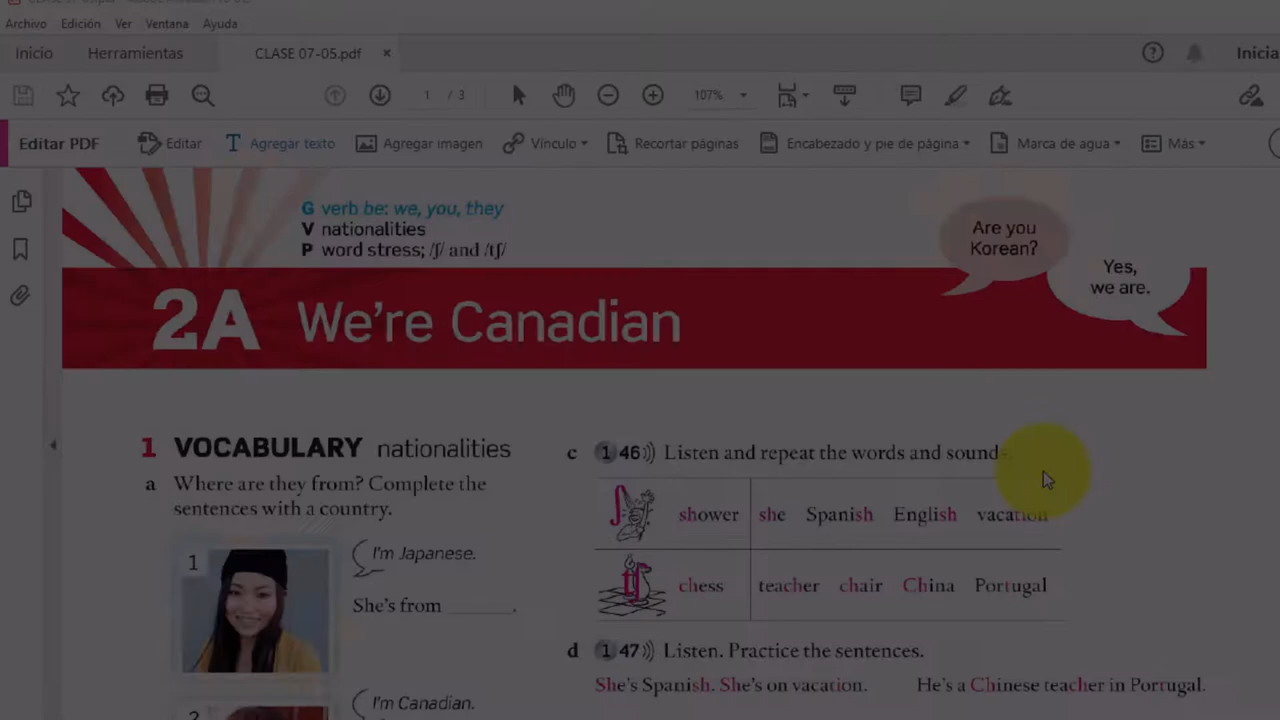 Archivo Edición Ver Ventana Ayuda
Inicio Herramientas CLASE 07-05.pdf × Inicia
1 / 3 107%
Editar PDF Editar Agregar texto Agregar imagen Vínculo Recortar páginas Encabezado y pie de página Marca de agua Más
G verb be: we, you, they
V nationalities
P word stress; /ʃ/ and /tʃ/
Are you
Korean?
Yes,
we are.
2A We're Canadian
1 VOCABULARY nationalities
a Where are they from? Complete the
sentences with a country.
1
I'm Japanese.
She's from ______.
2
I'm Canadian.
c 1 46 Listen and repeat the words and sounds.
ʃ shower she Spanish English vacation
tʃ chess teacher chair China Portugal
d 1 47 Listen. Practice the sentences.
She's Spanish. She's on vacation. He's a Chinese teacher in Portugal.